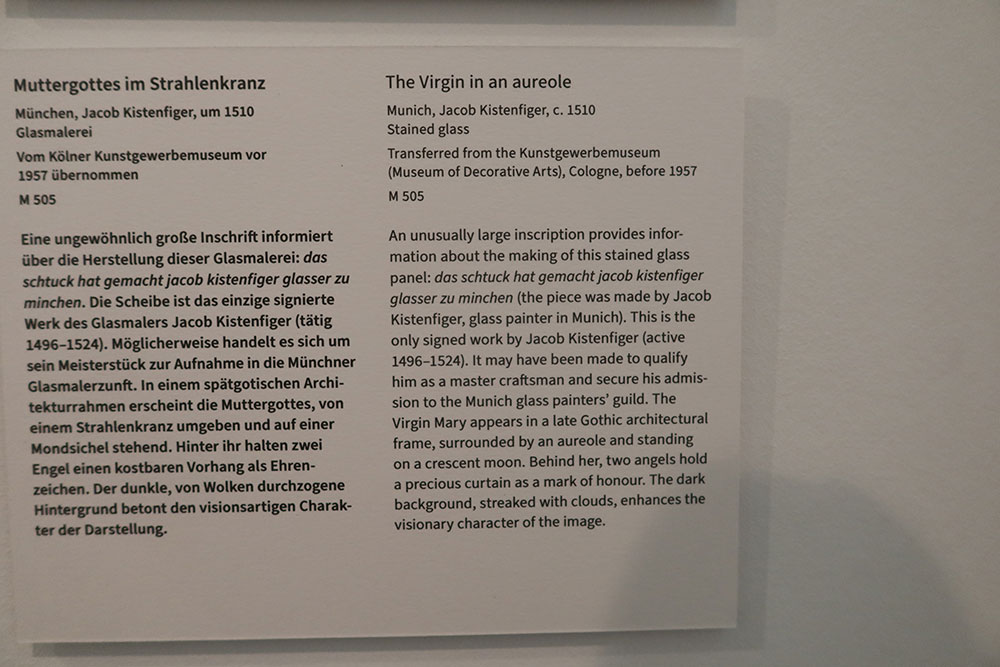 Muttergottes im Strahlenkranz
München, Jacob Kistenfiger, um 1510
Glasmalerei
Vom Kölner Kunstgewerbemuseum vor
1957 übernommen
M 505
Eine ungewöhnlich große Inschrift informiert
über die Herstellung dieser Glasmalerei: das
schtuck hat gemacht jacob kistenfiger glasser zu
minchen. Die Scheibe ist das einzige signierte
Werk des Glasmalers Jacob Kistenfiger (tätig
1496–1524). Möglicherweise handelt es sich um
sein Meisterstück zur Aufnahme in die Münchner
Glasmalerzunft. In einem spätgotischen Archi-
tekturrahmen erscheint die Muttergottes, von
einem Strahlenkranz umgeben und auf einer
Mondsichel stehend. Hinter ihr halten zwei
Engel einen kostbaren Vorhang als Ehren-
zeichen. Der dunkle, von Wolken durchzogene
Hintergrund betont den visionsartigen Charak-
ter der Darstellung.
The Virgin in an aureole
Munich, Jacob Kistenfiger, c. 1510
Stained glass
Transferred from the Kunstgewerbemuseum
(Museum of Decorative Arts), Cologne, before 1957
M 505
An unusually large inscription provides infor-
mation about the making of this stained glass
panel: das schtuck hat gemacht jacob kistenfiger
glasser zu minchen (the piece was made by Jacob
Kistenfiger, glass painter in Munich). This is the
only signed work by Jacob Kistenfiger (active
1496–1524). It may have been made to qualify
him as a master craftsman and secure his admis-
sion to the Munich glass painters’ guild. The
Virgin Mary appears in a late Gothic architectural
frame, surrounded by an aureole and standing
on a crescent moon. Behind her, two angels hold
a precious curtain as a mark of honour. The dark
background, streaked with clouds, enhances the
visionary character of the image.